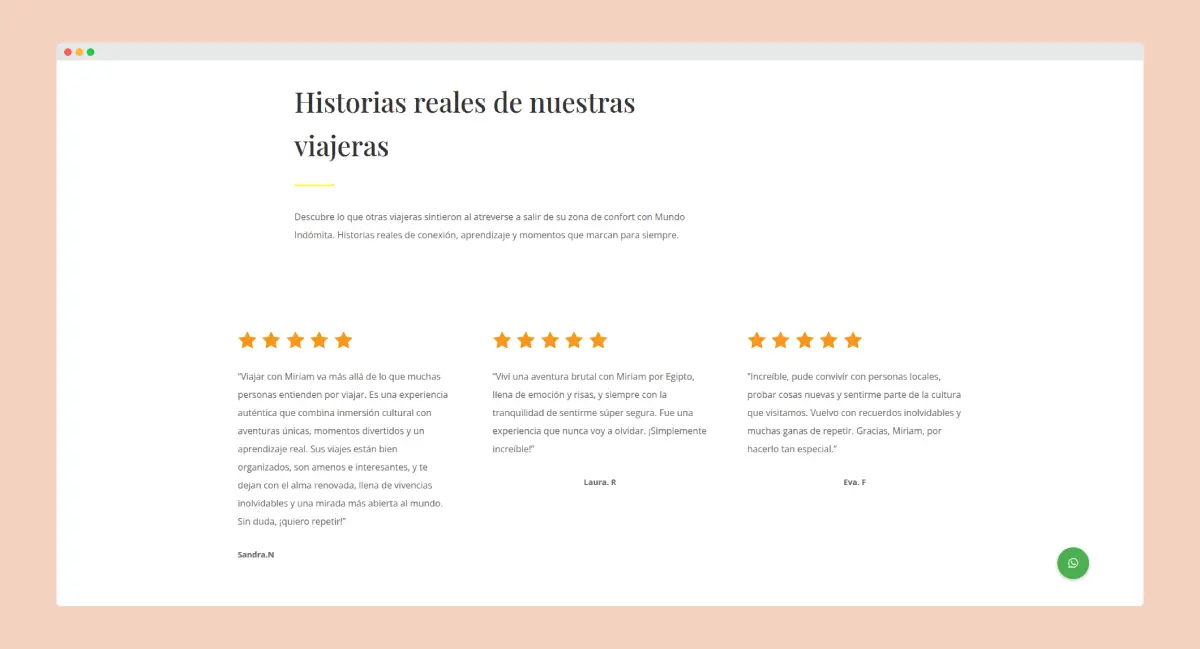 Historias reales de nuestras
viajeras
Descubre lo que otras viajeras sintieron al atreverse a salir de su zona de confort con Mundo
Indómita. Historias reales de conexión, aprendizaje y momentos que marcan para siempre.
“Viajar con Miriam va más allá de lo que muchas
personas entienden por viajar. Es una experiencia
auténtica que combina inmersión cultural con
aventuras únicas, momentos divertidos y un
aprendizaje real. Sus viajes están bien
organizados, son amenos e interesantes, y te
dejan con el alma renovada, llena de vivencias
inolvidables y una mirada más abierta al mundo.
Sin duda, ¡quiero repetir!”
Sandra.N
“Viví una aventura brutal con Miriam por Egipto,
llena de emoción y risas, y siempre con la
tranquilidad de sentirme súper segura. Fue una
experiencia que nunca voy a olvidar. ¡Simplemente
increíble!”
Laura. R
“Increíble, pude convivir con personas locales,
probar cosas nuevas y sentirme parte de la cultura
que visitamos. Vuelvo con recuerdos inolvidables y
muchas ganas de repetir. Gracias, Miriam, por
hacerlo tan especial.”
Eva. F